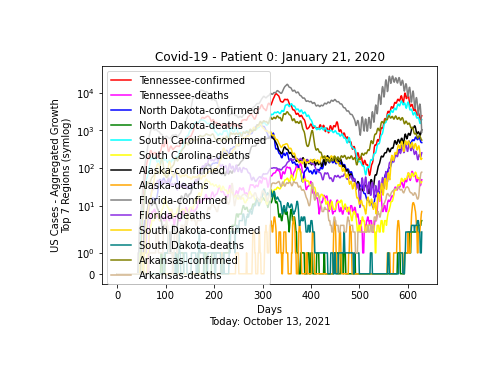 Covid-19 - Patient 0: January 21, 2020
US Cases - Aggregated Growth
Top 7 Regions (symlog)
10⁴
10³
10²
10¹
10⁰
0
Tennessee-confirmed
Tennessee-deaths
North Dakota-confirmed
North Dakota-deaths
South Carolina-confirmed
South Carolina-deaths
Alaska-confirmed
Alaska-deaths
Florida-confirmed
Florida-deaths
South Dakota-confirmed
South Dakota-deaths
Arkansas-confirmed
Arkansas-deaths
0 100 200 300 400 500 600
Days
Today: October 13, 2021